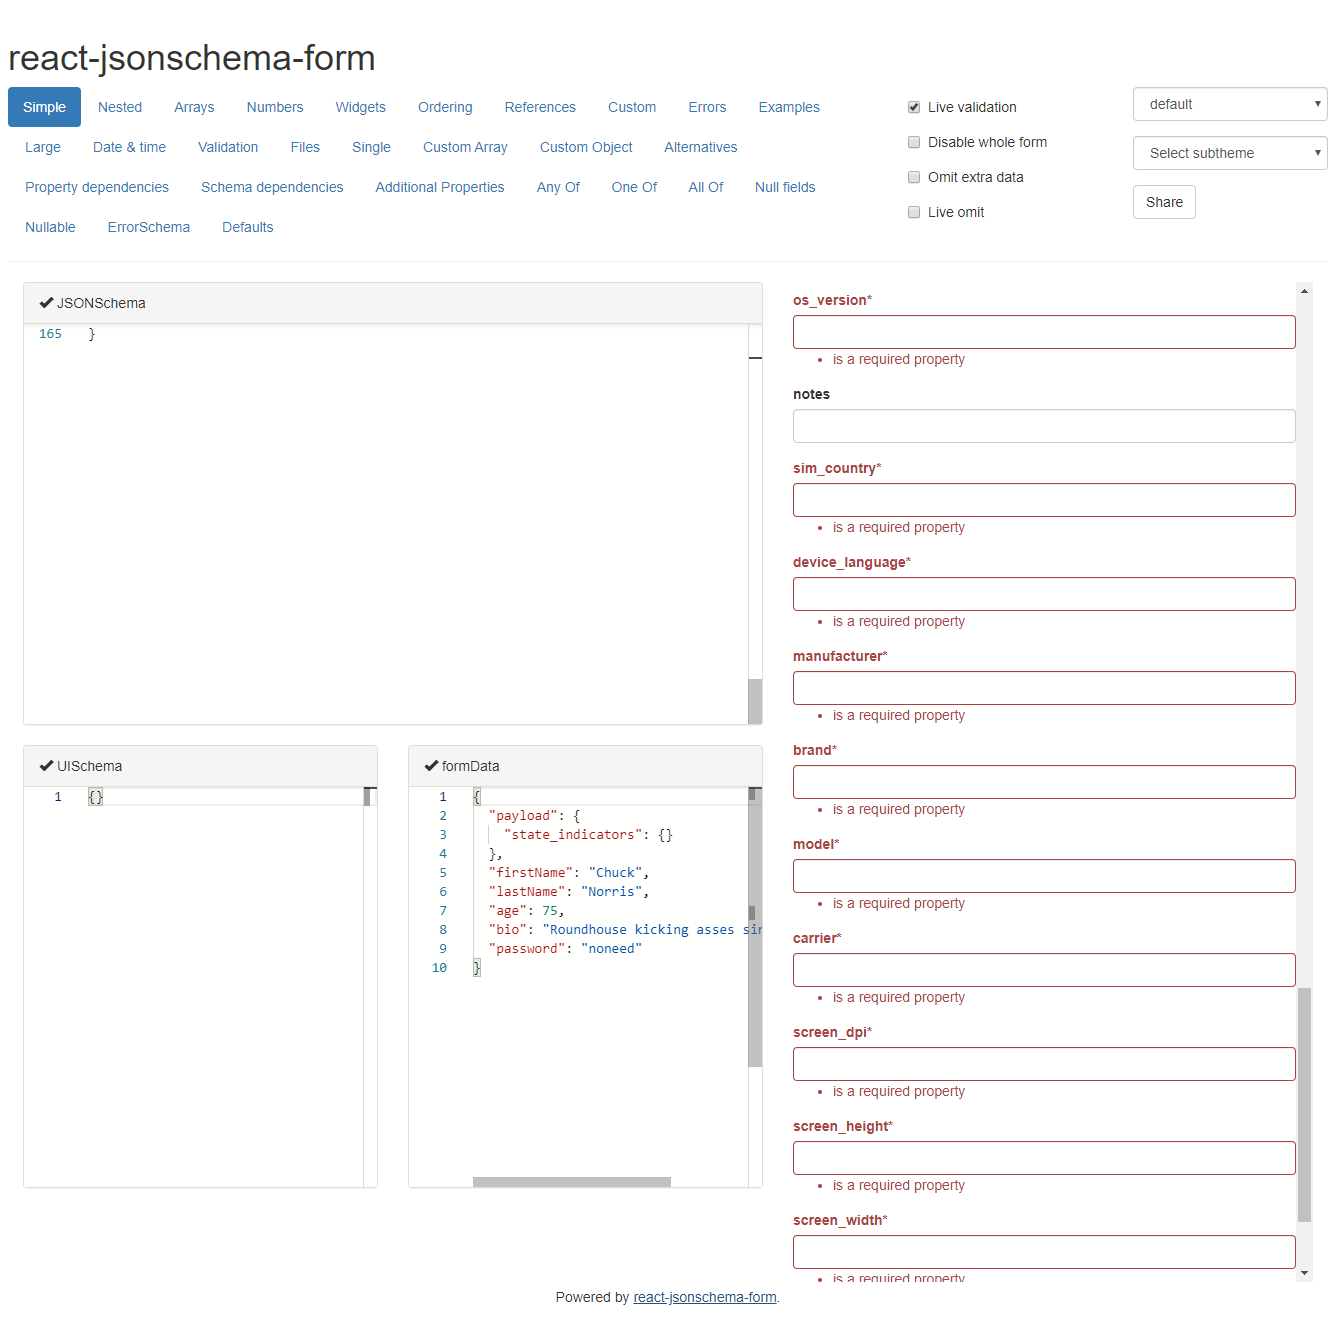 react-jsonschema-form
Simple Nested Arrays Numbers Widgets Ordering References Custom Errors Examples
Large Date & time Validation Files Single Custom Array Custom Object Alternatives
Property dependencies Schema dependencies Additional Properties Any Of One Of All Of Null fields
Nullable ErrorSchema Defaults
Live validation
Disable whole form
Omit extra data
Live omit
default
Select subtheme
Share
JSONSchema
165 }
UISchema
1 {}
formData
1 {
2 "payload": {
3 "state_indicators": {}
4 },
5 "firstName": "Chuck",
6 "lastName": "Norris",
7 "age": 75,
8 "bio": "Roundhouse kicking asses sin
9 "password": "noneed"
10 }
os_version*
is a required property
notes
sim_country*
is a required property
device_language*
is a required property
manufacturer*
is a required property
brand*
is a required property
model*
is a required property
carrier*
is a required property
screen_dpi*
is a required property
screen_height*
is a required property
screen_width*
is a required property
Powered by react-jsonschema-form.